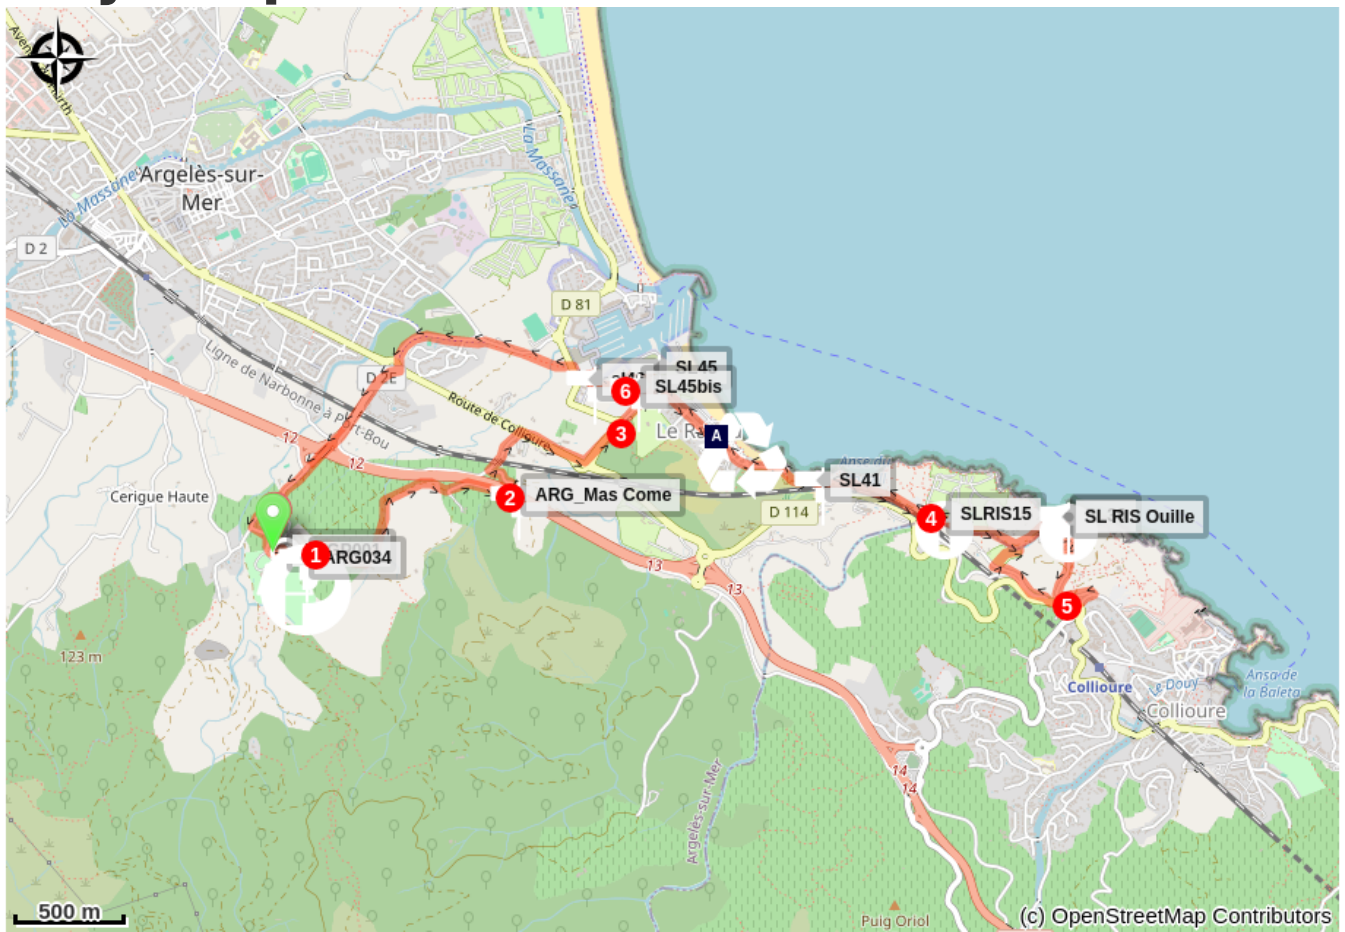 La Massane
Argelès-sur-
Mer
La Massane
D 2
D 81
Ligne de Narbonne à Port-Bou
Route de Collioure
SL45
6
SL45bis
3
A
12
12
Cerigue Haute
2
ARG_Mas Come
SL41
D 114
4
SLRIS15
SL RIS Ouille
1
ARG034
13
13
5
123 m
Collioure
Le Douy
Collioure
Ansa de
la Baleta
14
14
Argelès-sur-Mer
500 m
Puig Oriol
(c) OpenStreetMap Contributors